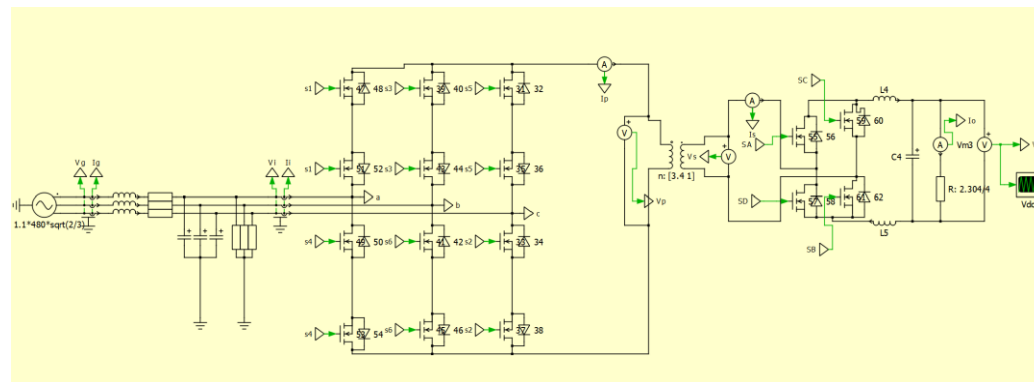 SC
A
L4
s1
48
s3
40
s5
32
Ip
60
A
Io
Is
56
Vm3
SA
V
Vs
V
C4
A
V
Vg
Ig
Vi
Ii
s1
52
s3
44
s5
36
n: [3.4 1]
R: 2.304/4
Vdc
SD
62
a
Vp
b
c
1.1*480*sqrt(2/3)
L5
s4
50
s6
42
s2
34
SB
s4
54
s6
46
s2
38